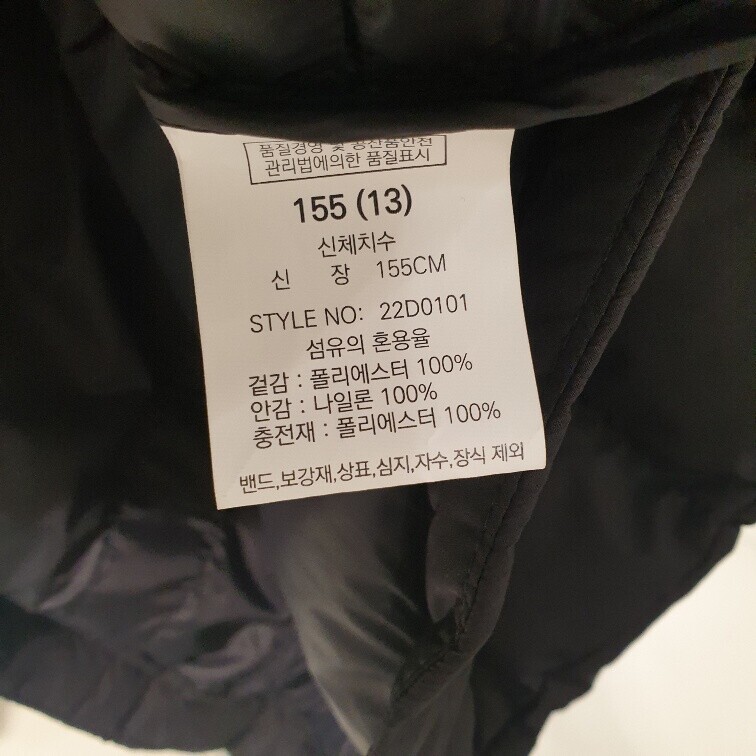 품질경영 및 공산품안전
관리법에의한 품질표시
155 (13)
신체치수
신 장 155CM
STYLE NO: 22D0101
섬유의 혼용율
겉감 : 폴리에스터 100%
안감 : 나일론 100%
충전재 : 폴리에스터 100%
밴드,보강재,상표,심지,자수,장식 제외